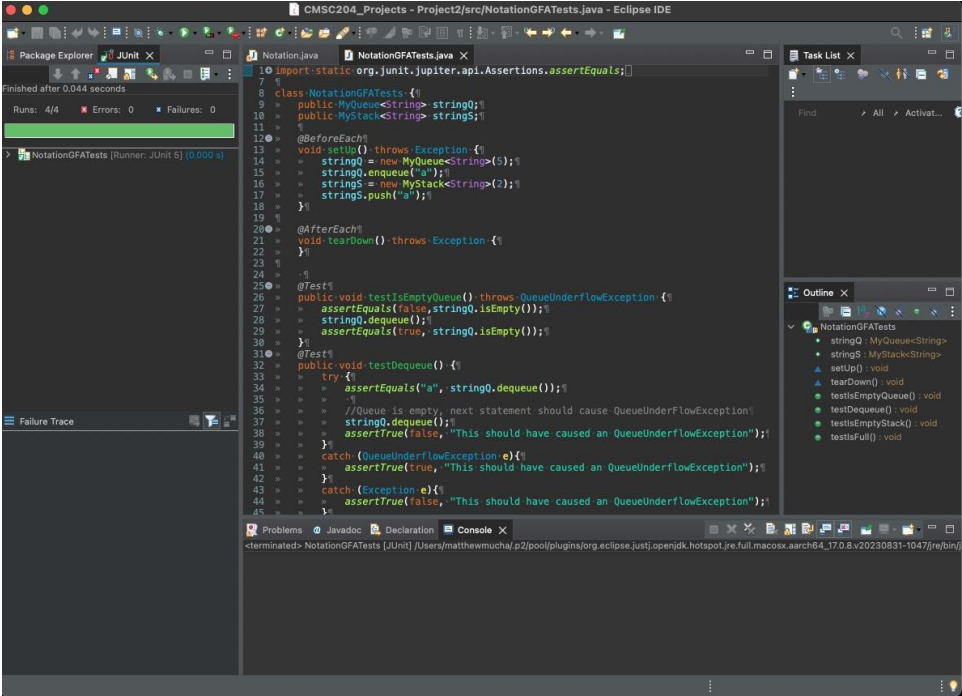 CMSC204_Projects - Project2/src/NotationGFATests.java - Eclipse IDE
Package Explorer
JUnit
Finished after 0.044 seconds
Runs: 4/4
Errors: 0
Failures: 0
NotationGFATests [Runner: JUnit 5] (0.000 s)
Failure Trace
Notation.java
NotationGFATests.java
1 import static org.junit.jupiter.api.Assertions.assertEquals;
7
8 class NotationGFATests {
9 public MyQueue<String> stringQ;
10 public MyStack<String> stringS;
11
12 @BeforeEach
13 void setUp() throws Exception {
14 stringQ = new MyQueue<String>(5);
15 stringQ.enqueue("a");
16 stringS = new MyStack<String>(2);
17 stringS.push("a");
18 }
19
20 @AfterEach
21 void tearDown() throws Exception {
22 }
23
24
25 @Test
26 public void testIsEmptyQueue() throws QueueUnderflowException {
27 assertEquals(false,stringQ.isEmpty());
28 stringQ.dequeue();
29 assertEquals(true, stringQ.isEmpty());
30 }
31 @Test
32 public void testDequeue() {
33 try {
34 assertEquals("a", stringQ.dequeue());
35
36 //Queue is empty, next statement should cause QueueUnderFlowException
37 stringQ.dequeue();
38 assertTrue(false, "This should have caused an QueueUnderflowException");
39 }
40 catch (QueueUnderflowException e){
41 assertTrue(true, "This should have caused an QueueUnderflowException");
42 }
43 catch (Exception e){
44 assertTrue(false, "This should have caused an QueueUnderflowException");
45 }
Problems
Javadoc
Declaration
Console
<terminated> NotationGFATests [JUnit] /Users/matthewmucha/.p2/pool/plugins/org.eclipse.justj.openjdk.hotspot.jre.full.macosx.aarch64_17.0.8.v20230831-1047/jre/bin/j
Task List
Find
All
Activat...
Outline
NotationGFATests
stringQ : MyQueue<String>
stringS : MyStack<String>
setUp() : void
tearDown() : void
testIsEmptyQueue() : void
testDequeue() : void
testIsEmptyStack() : void
testIsFull() : void